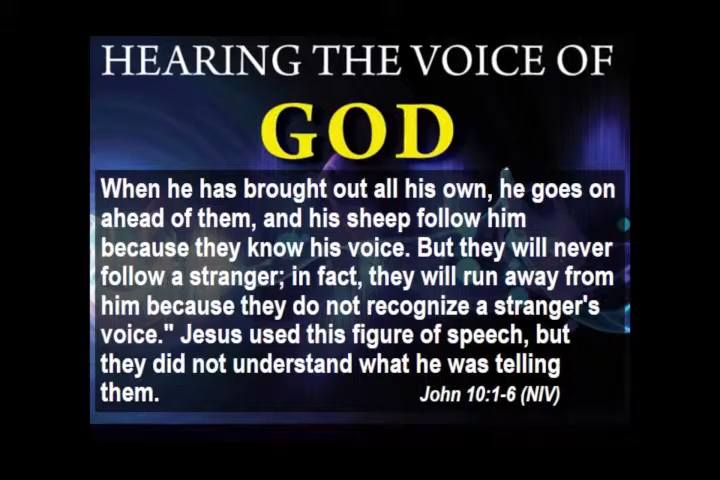 HEARING THE VOICE OF
GOD
When he has brought out all his own, he goes on
ahead of them, and his sheep follow him
because they know his voice. But they will never
follow a stranger; in fact, they will run away from
him because they do not recognize a stranger's
voice." Jesus used this figure of speech, but
they did not understand what he was telling
them. John 10:1-6 (NIV)